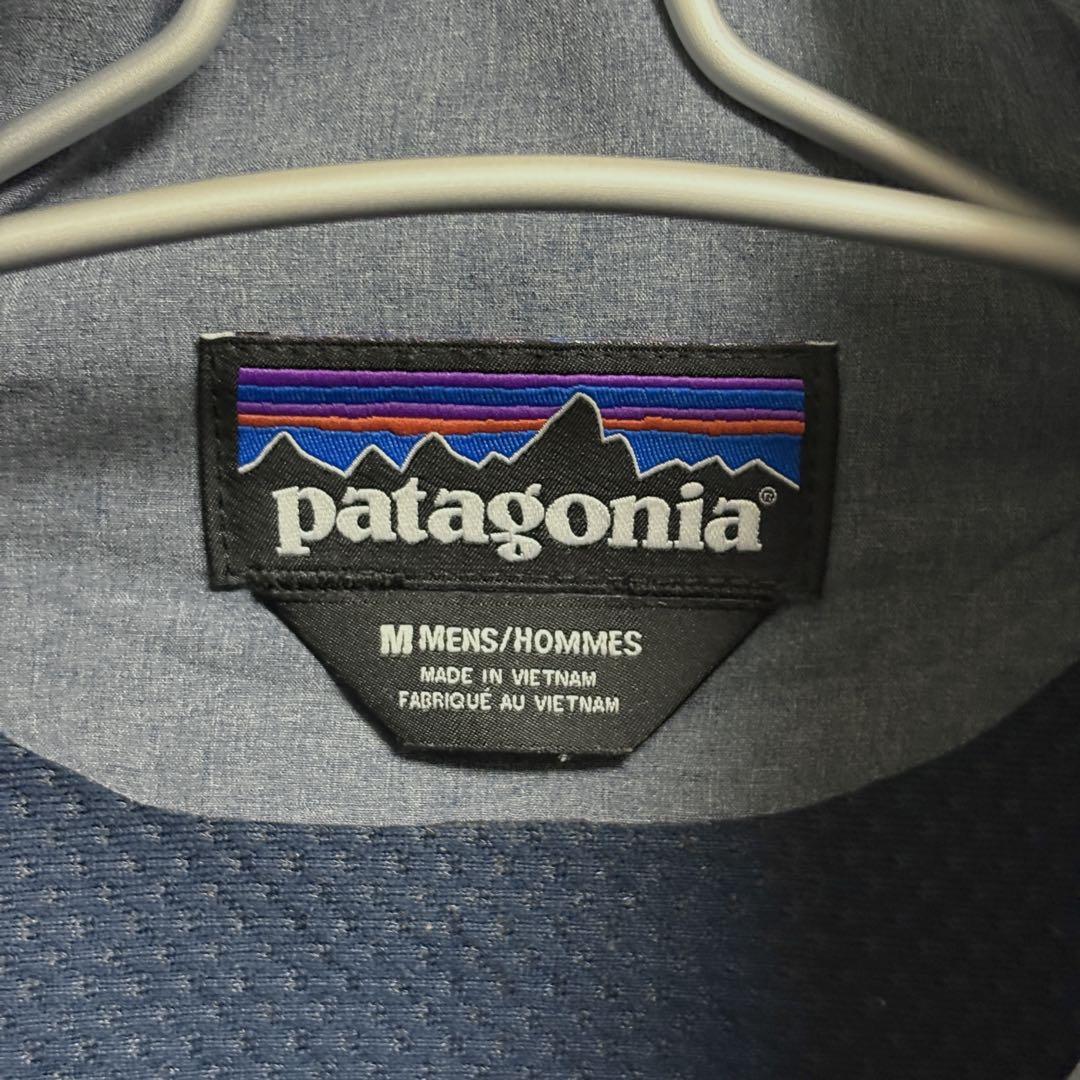 patagonia®
M MENS/HOMMES
MADE IN VIETNAM
FABRIQUÉ AU VIETNAM